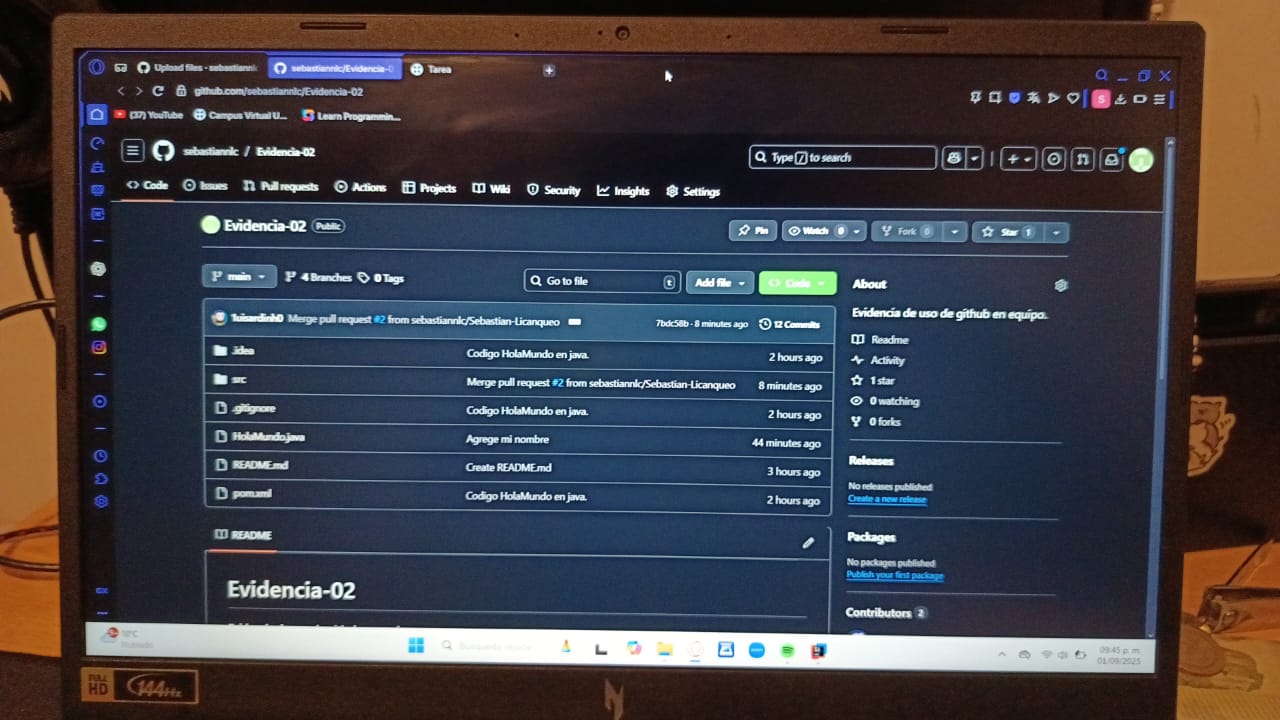 Upload files · sebastiannlc
sebastiannlc/Evidencia-0
Tarea
github.com/sebastiannlc/Evidencia-02
S
(37) YouTube
Campus Virtual U...
Learn Programmin...
sebastiannlc / Evidencia-02
Type / to search
Code
Issues
Pull requests
Actions
Projects
Wiki
Security
Insights
Settings
Evidencia-02 Public
Pin
Watch 0
Fork 0
Star 1
main
4 Branches
0 Tags
Go to file t
Add file
Code
1uisardinh0 Merge pull request #2 from sebastiannlc/Sebastian-Licanqueo
7bdc58b · 8 minutes ago
12 Commits
.idea Codigo HolaMundo en java. 2 hours ago
src Merge pull request #2 from sebastiannlc/Sebastian-Licanqueo 8 minutes ago
.gitignore Codigo HolaMundo en java. 2 hours ago
HolaMundo.java Agrege mi nombre 44 minutes ago
README.md Create README.md 3 hours ago
pom.xml Codigo HolaMundo en java. 2 hours ago
README
Evidencia-02
About
Evidencia de uso de github en equipo.
Readme
Activity
1 star
0 watching
0 forks
Releases
No releases published
Create a new release
Packages
No packages published
Publish your first package
Contributors 2
10°C
Nublado
Búsqueda rápida
09:45 p. m.
01/09/2025
FULL HD
144Hz